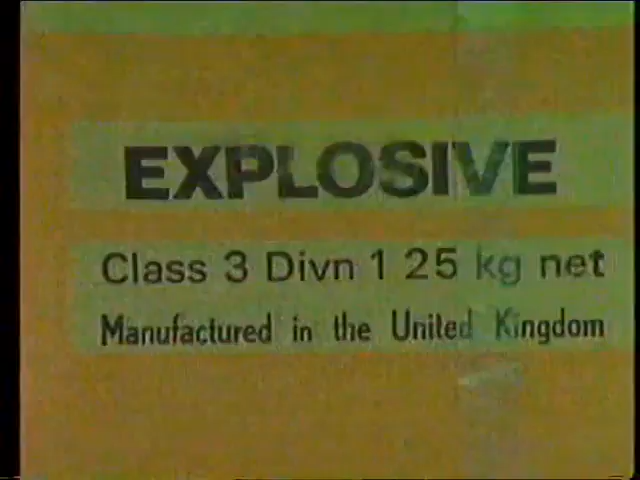 EXPLOSIVE
Class 3 Divn 1 25 kg net
Manufactured in the United Kingdom